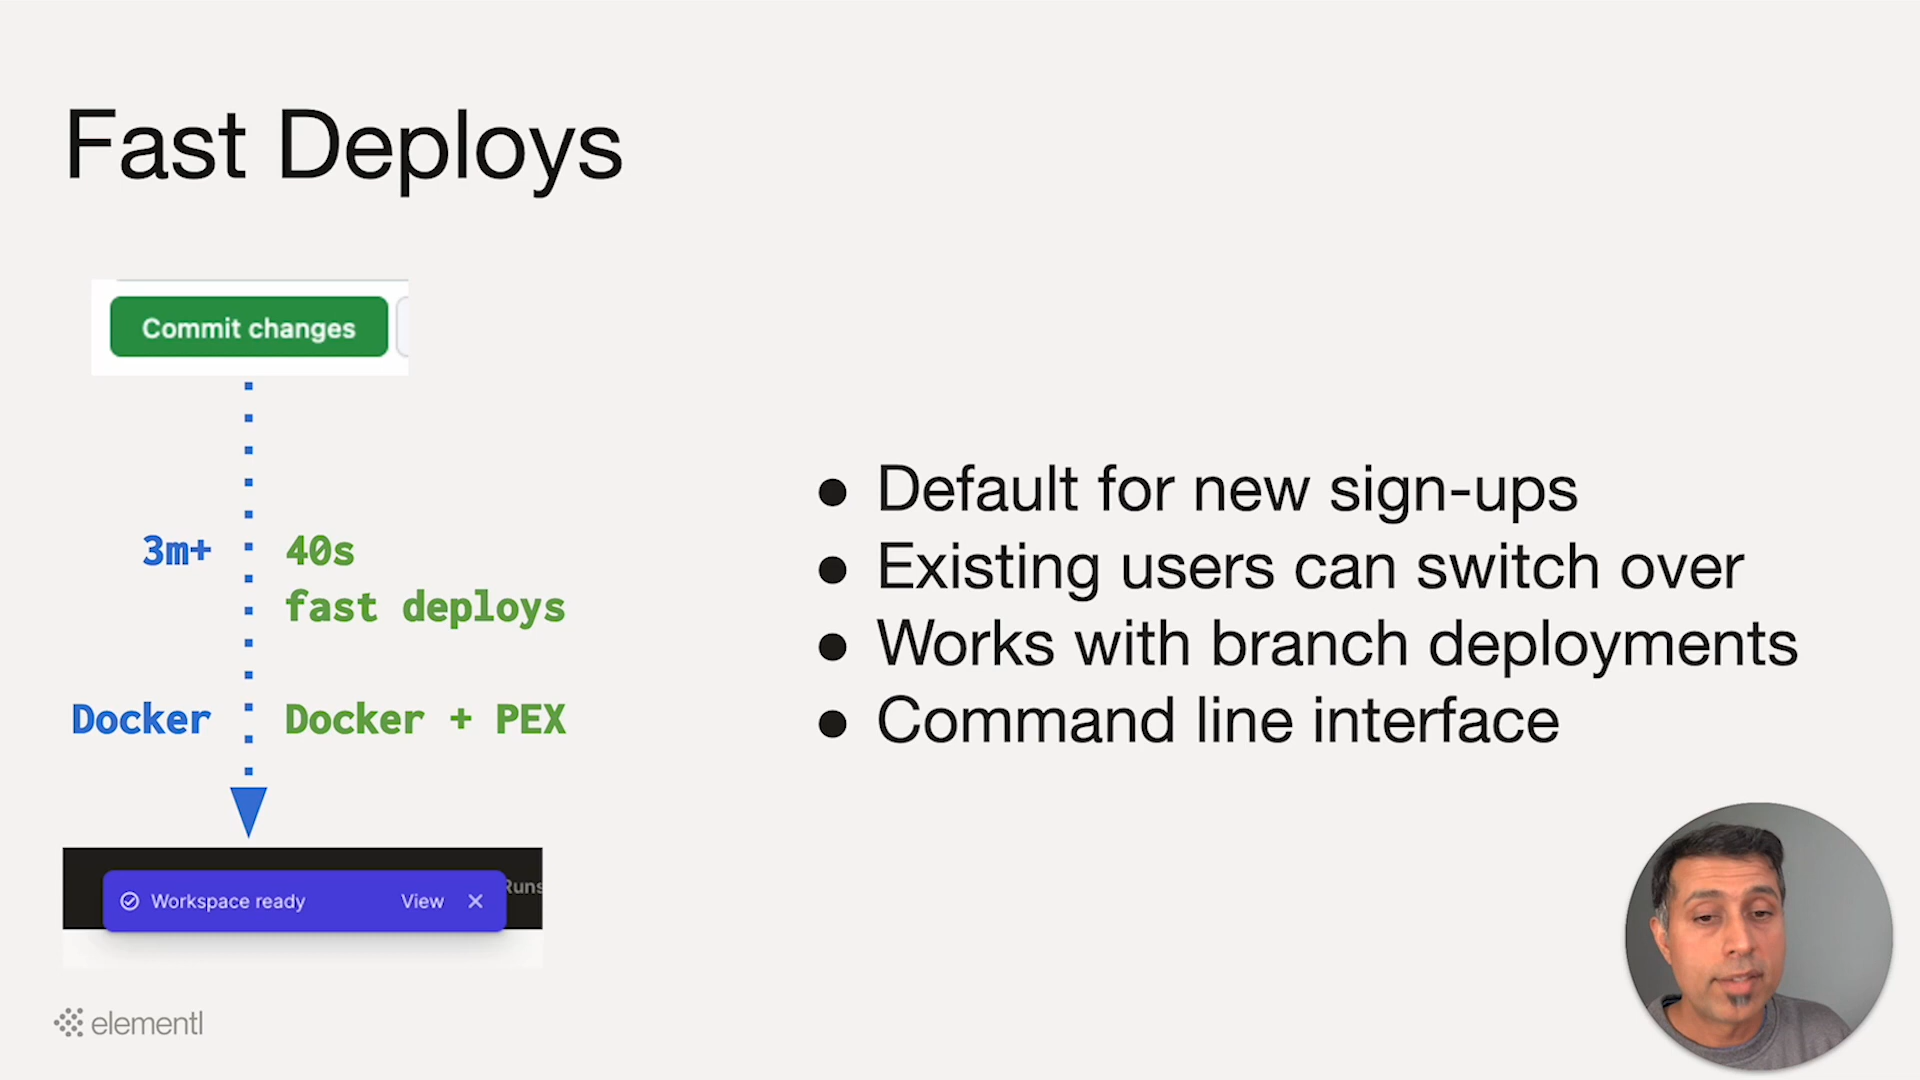 Fast Deploys
Commit changes
3m+
40s
fast deploys
Docker
Docker + PEX
Runs
Workspace ready View
● Default for new sign-ups
● Existing users can switch over
● Works with branch deployments
● Command line interface
elementl